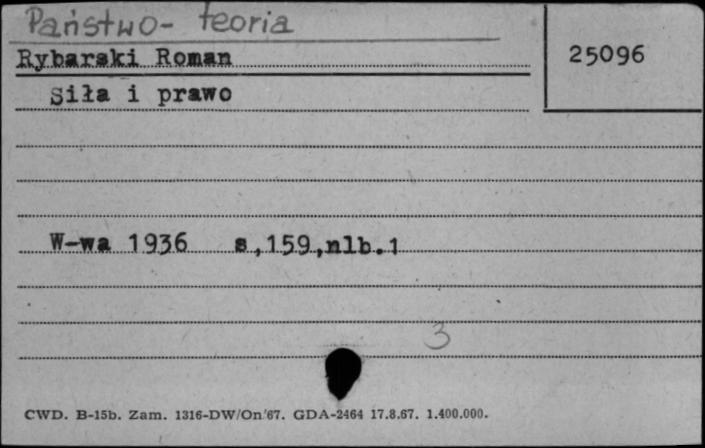 Państwo- teoria
Rybarski Roman
25096
Siła i prawo
W-wa 1936 s,159,nlb.1
3
CWD. B-15b. Zam. 1316-DW/On/67. GDA-2464 17.8.67. 1.400.000.